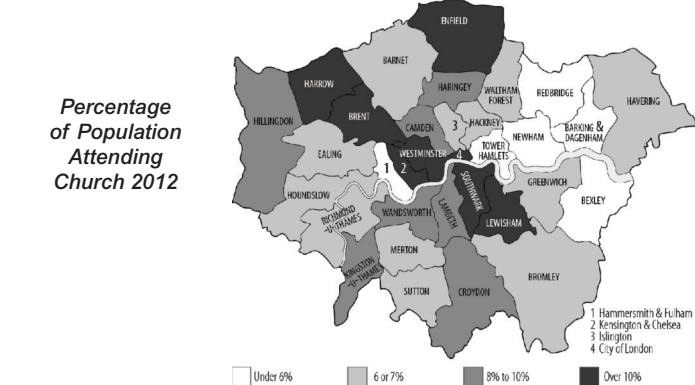 Percentage
of Population
Attending
Church 2012
ENFIELD
BARNET
HARROW
HARINGEY
WALTHAM
FOREST
REDBRIDGE
HAVERING
HILLINGDON
BRENT
CAMDEN
3
HACKNEY
BARKING &
DAGENHAM
NEWHAM
EALING
WESTMINSTER
4
TOWER
HAMLETS
1
2
HOUNSLOW
SOUTHWARK
GREENWICH
BEXLEY
RICHMOND
-U-THAMES
WANDSWORTH
LAMBETH
LEWISHAM
MERTON
KINGSTON
-U-THAMES
SUTTON
CROYDON
BROMLEY
1 Hammersmith & Fulham
2 Kensington & Chelsea
3 Islington
4 City of London
Under 6%
6 or 7%
8% to 10%
Over 10%